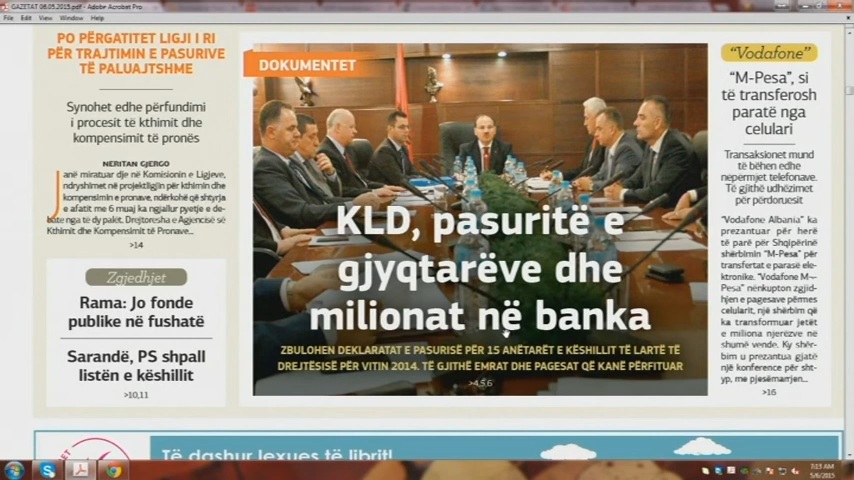 GAZETAT 06.05.2015.pdf - Adobe Acrobat Pro
File Edit View Window Help
PO PËRGATITET LIGJI I RI
PËR TRAJTIMIN E PASURIVE
TË PALUAJTSHME
Synohet edhe përfundimi
i procesit të kthimit dhe
kompensimit të pronës
NERITAN GJERGO
Janë miratuar dje në Komisionin e Ligjeve,
ndryshimet në projektligjin për kthimin dhe
kompensimin e pronave, ndërkohë që shtyrja
e afatit me 6 muaj ka ngjallur pyetje e de-
bate nga të dy palët. Drejtoresha e Agjencisë së
Kthimit dhe Kompensimit të Pronave...
>14
Zgjedhjet
Rama: Jo fonde
publike në fushatë
Sarandë, PS shpall
listën e këshillit
>10,11
DOKUMENTET
KLD, pasuritë e
gjyqtarëve dhe
milionat në banka
ZBULOHEN DEKLARATAT E PASURISË PËR 15 ANËTARËT E KËSHILLIT TË LARTË TË
DREJTËSISË PËR VITIN 2014. TË GJITHË EMRAT DHE PAGESAT QË KANË PËRFITUAR
>4,5,6
“Vodafone”
“M-Pesa”, si
të transferosh
paratë nga
celulari
Transaksionet mund
të bëhen edhe
nëpërmjet telefonave.
Të gjithë udhëzimet
për përdoruesit
“Vodafone Albania” ka
prezantuar për herë
të parë për Shqipërinë
shërbimin “M-Pesa” për
transfertat e parasë ele-
ktronike. “Vodafone M—
Pesa” nënkupton zgjid-
hjen e pagesave përmes
celularit, një shërbim që
ka transformuar jetët
e miliona njerëzve në
shumë vende. Ky shër-
bim u prezantua gjatë
një konference për sht-
yp, me pjesëmarrjen...
>16
Të dashur lexues të librit!
7:15 AM
5/6/2015